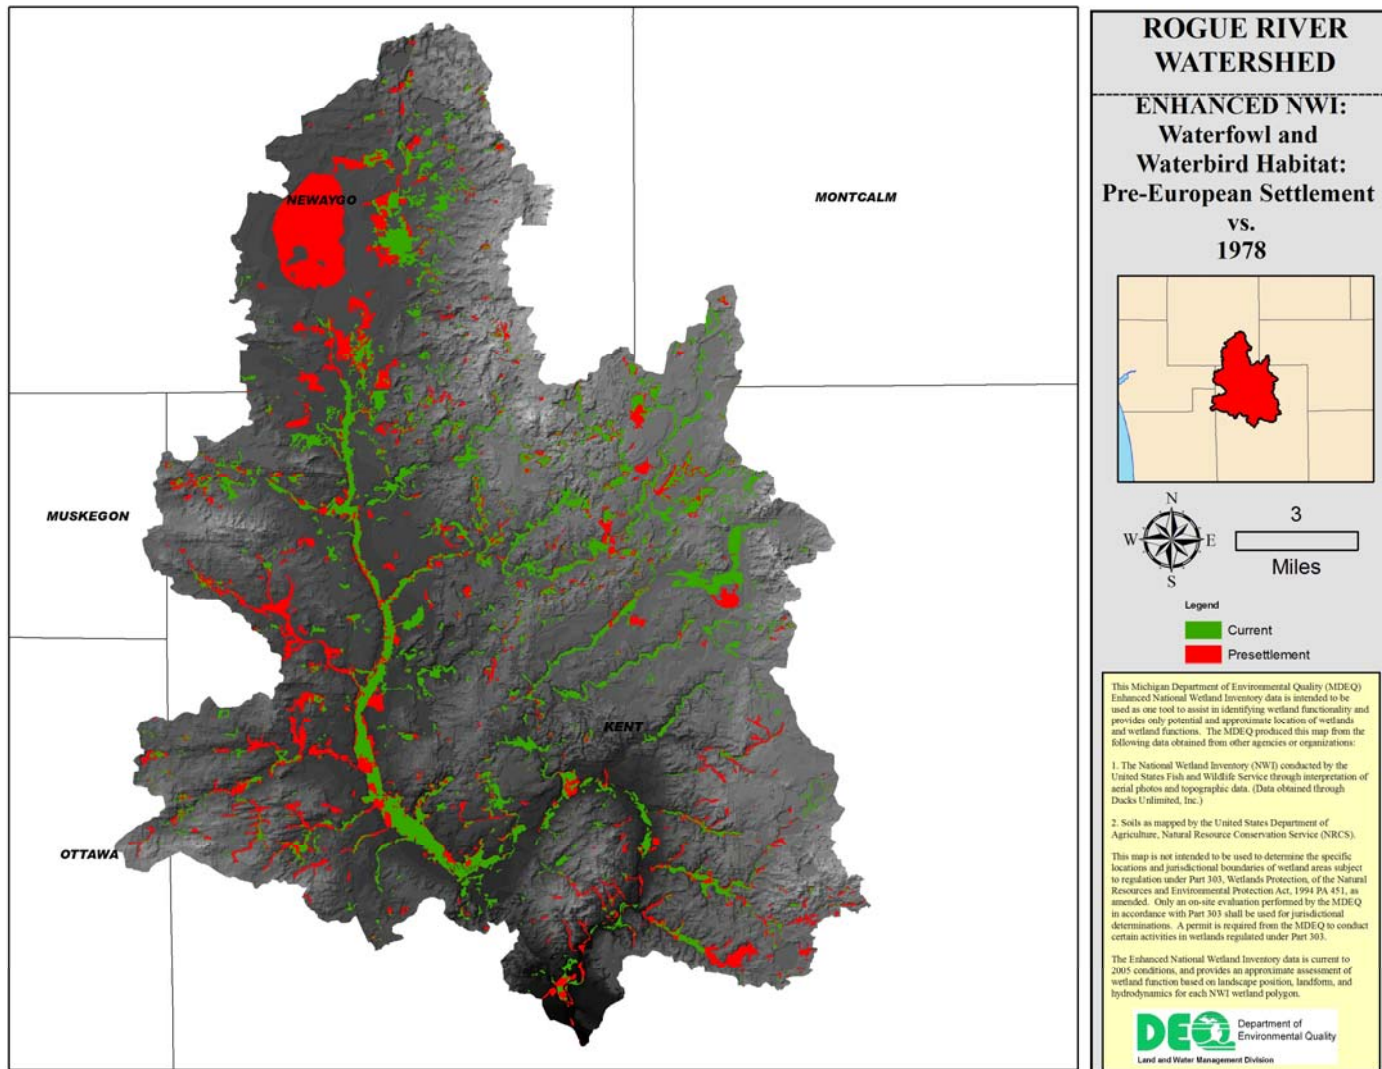 NEWAYGO
MONTCALM
MUSKEGON
KENT
OTTAWA
ROGUE RIVER
WATERSHED
ENHANCED NWI:
Waterfowl and
Waterbird Habitat:
Pre-European Settlement
vs.
1978
N
W
E
S
3
Miles
Legend
Current
Presettlement
This Michigan Department of Environmental Quality (MDEQ)
Enhanced National Wetland Inventory data is intended to be
used as one tool to assist in identifying wetland functionality and
provides only potential and approximate location of wetlands
and wetland functions. The MDEQ produced this map from the
following data obtained from other agencies or organizations:
1. The National Wetland Inventory (NWI) conducted by the
United States Fish and Wildlife Service through interpretation of
aerial photos and topographic data. (Data obtained through
Ducks Unlimited, Inc.)
2. Soils as mapped by the United States Department of
Agriculture, Natural Resource Conservation Service (NRCS).
This map is not intended to be used to determine the specific
locations and jurisdictional boundaries of wetland areas subject
to regulation under Part 303, Wetlands Protection, of the Natural
Resources and Environmental Protection Act, 1994 PA 451, as
amended. Only an on-site evaluation performed by the MDEQ
in accordance with Part 303 shall be used for jurisdictional
determinations. A permit is required from the MDEQ to conduct
certain activities in wetlands regulated under Part 303.
The Enhanced National Wetland Inventory data is current to
2005 conditions, and provides an approximate assessment of
wetland function based on landscape position, landform, and
hydrodynamics for each NWI wetland polygon.
DEQ
Department of
Environmental Quality
Land and Water Management Division